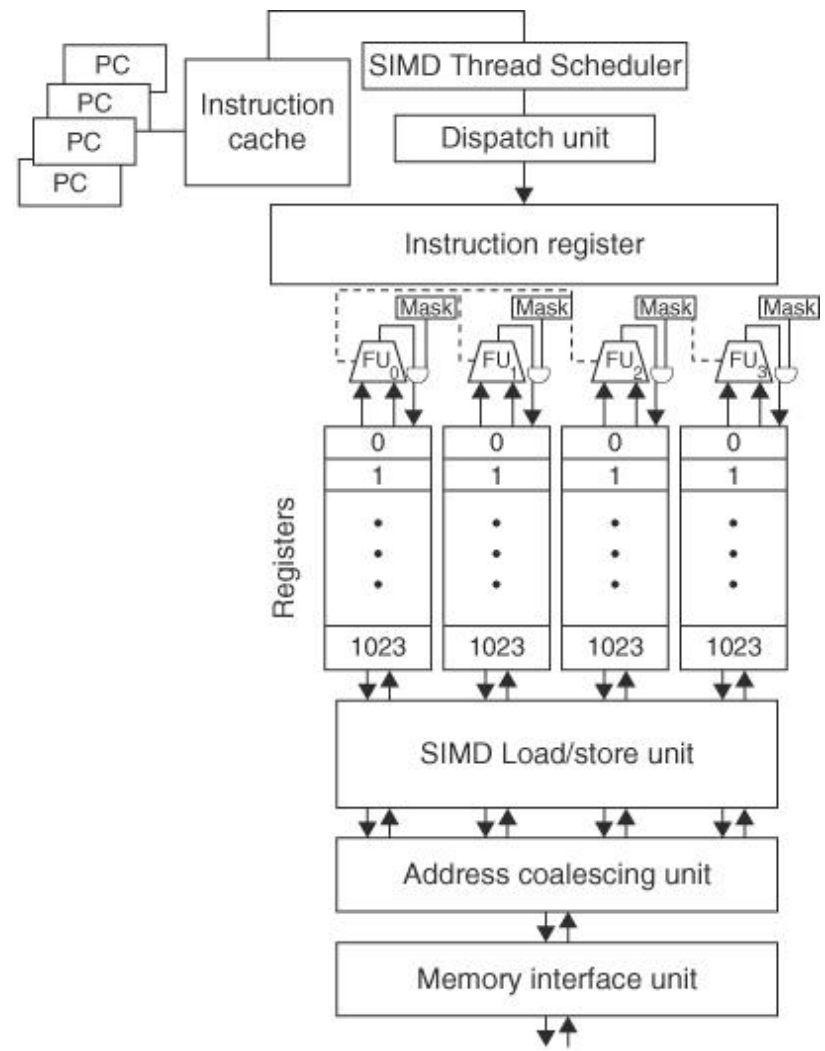 PC
PC
PC
PC
Instruction
cache
SIMD Thread Scheduler
Dispatch unit
Instruction register
Mask
Mask
Mask
Mask
FU0
FU1
FU2
FU3
0
0
0
0
1
1
1
1
Registers
1023
1023
1023
1023
SIMD Load/store unit
Address coalescing unit
Memory interface unit